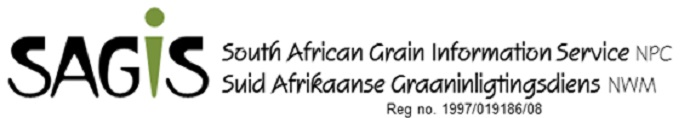 SAGIS
South African Grain Information Service NPC
Suid Afrikaanse Graaninligtingsdiens NWM
Reg no. 1997/019186/08